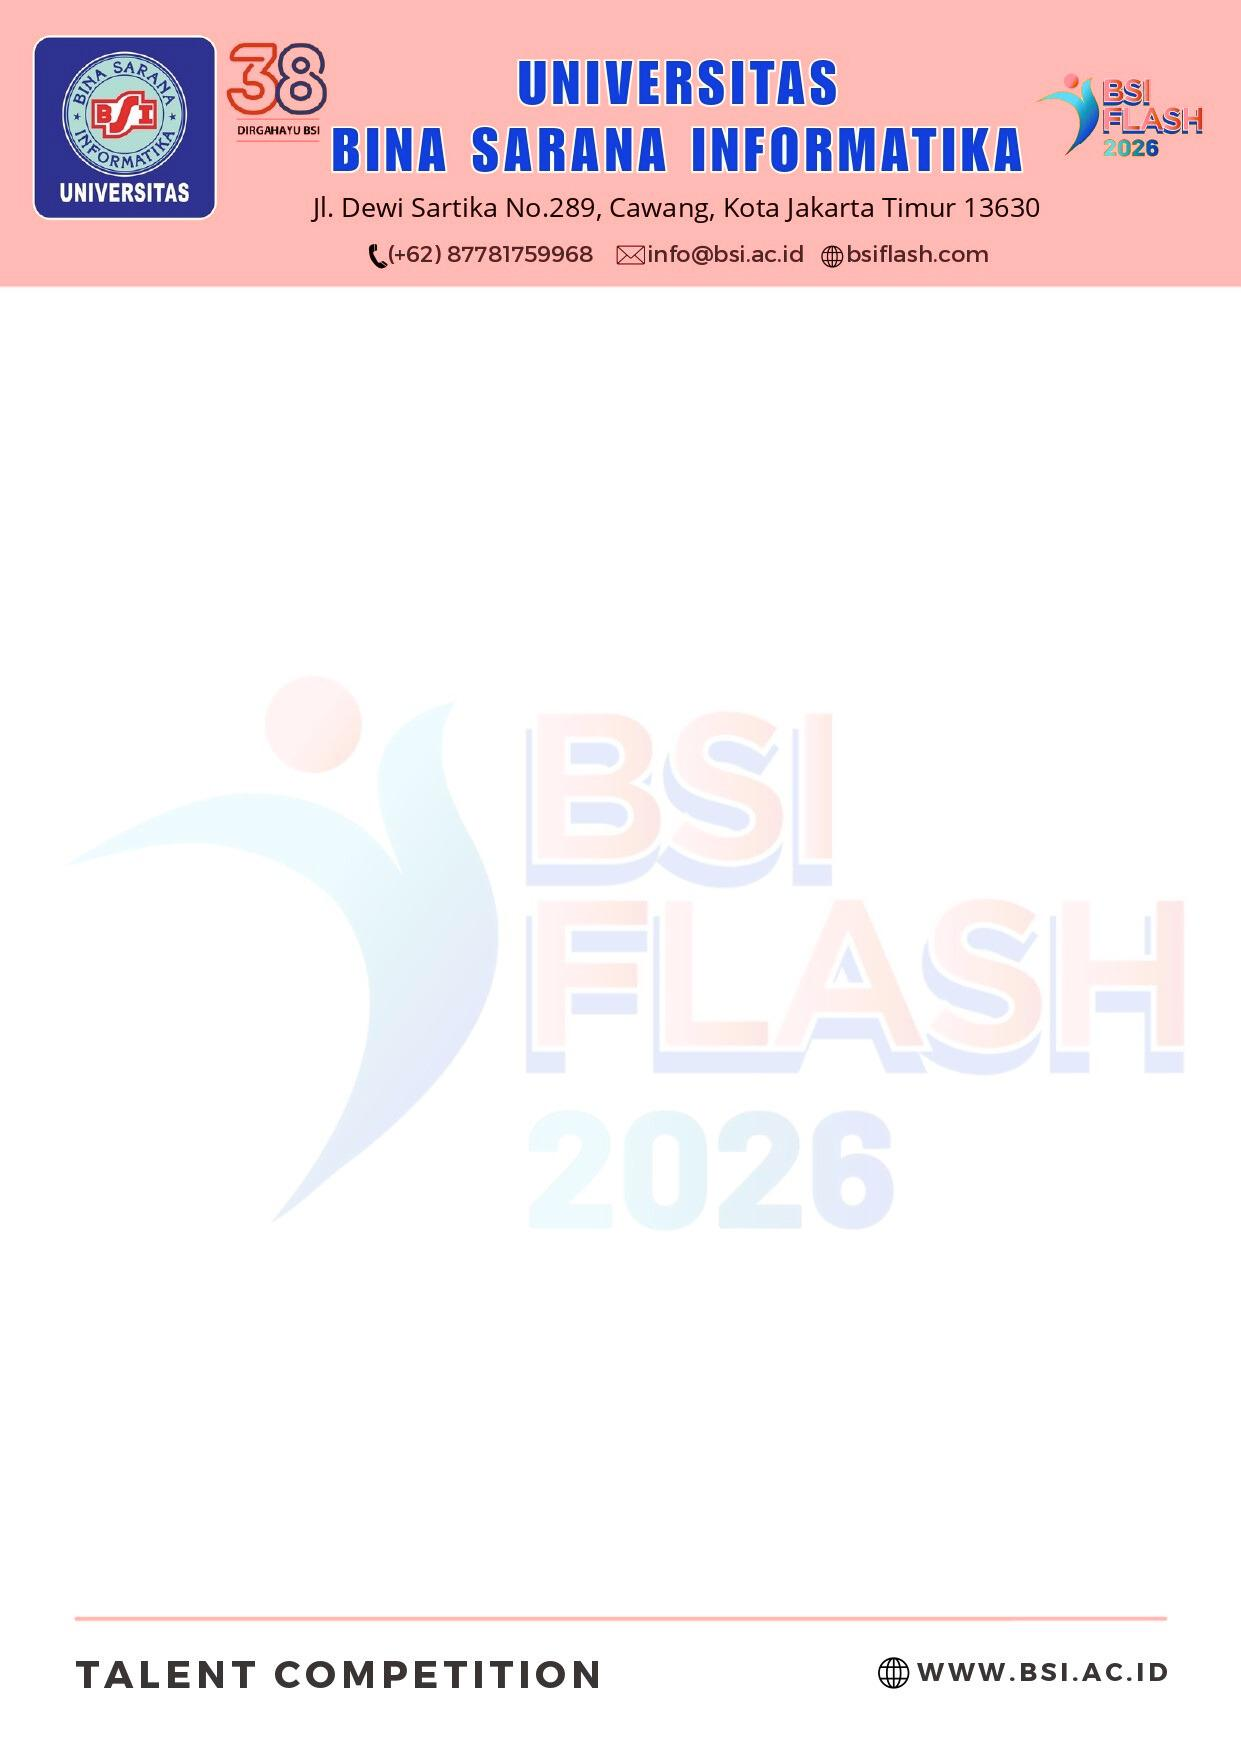 BINA SARANA
BSI
INFORMATIKA
UNIVERSITAS
38
DIRGAHAYU BSI
UNIVERSITAS
BINA SARANA INFORMATIKA
Jl. Dewi Sartika No.289, Cawang, Kota Jakarta Timur 13630
(+62) 87781759968 info@bsi.ac.id bsiflash.com
BSI
FLASH
2026
BSI
FLASH
2026
TALENT COMPETITION
WWW.BSI.AC.ID